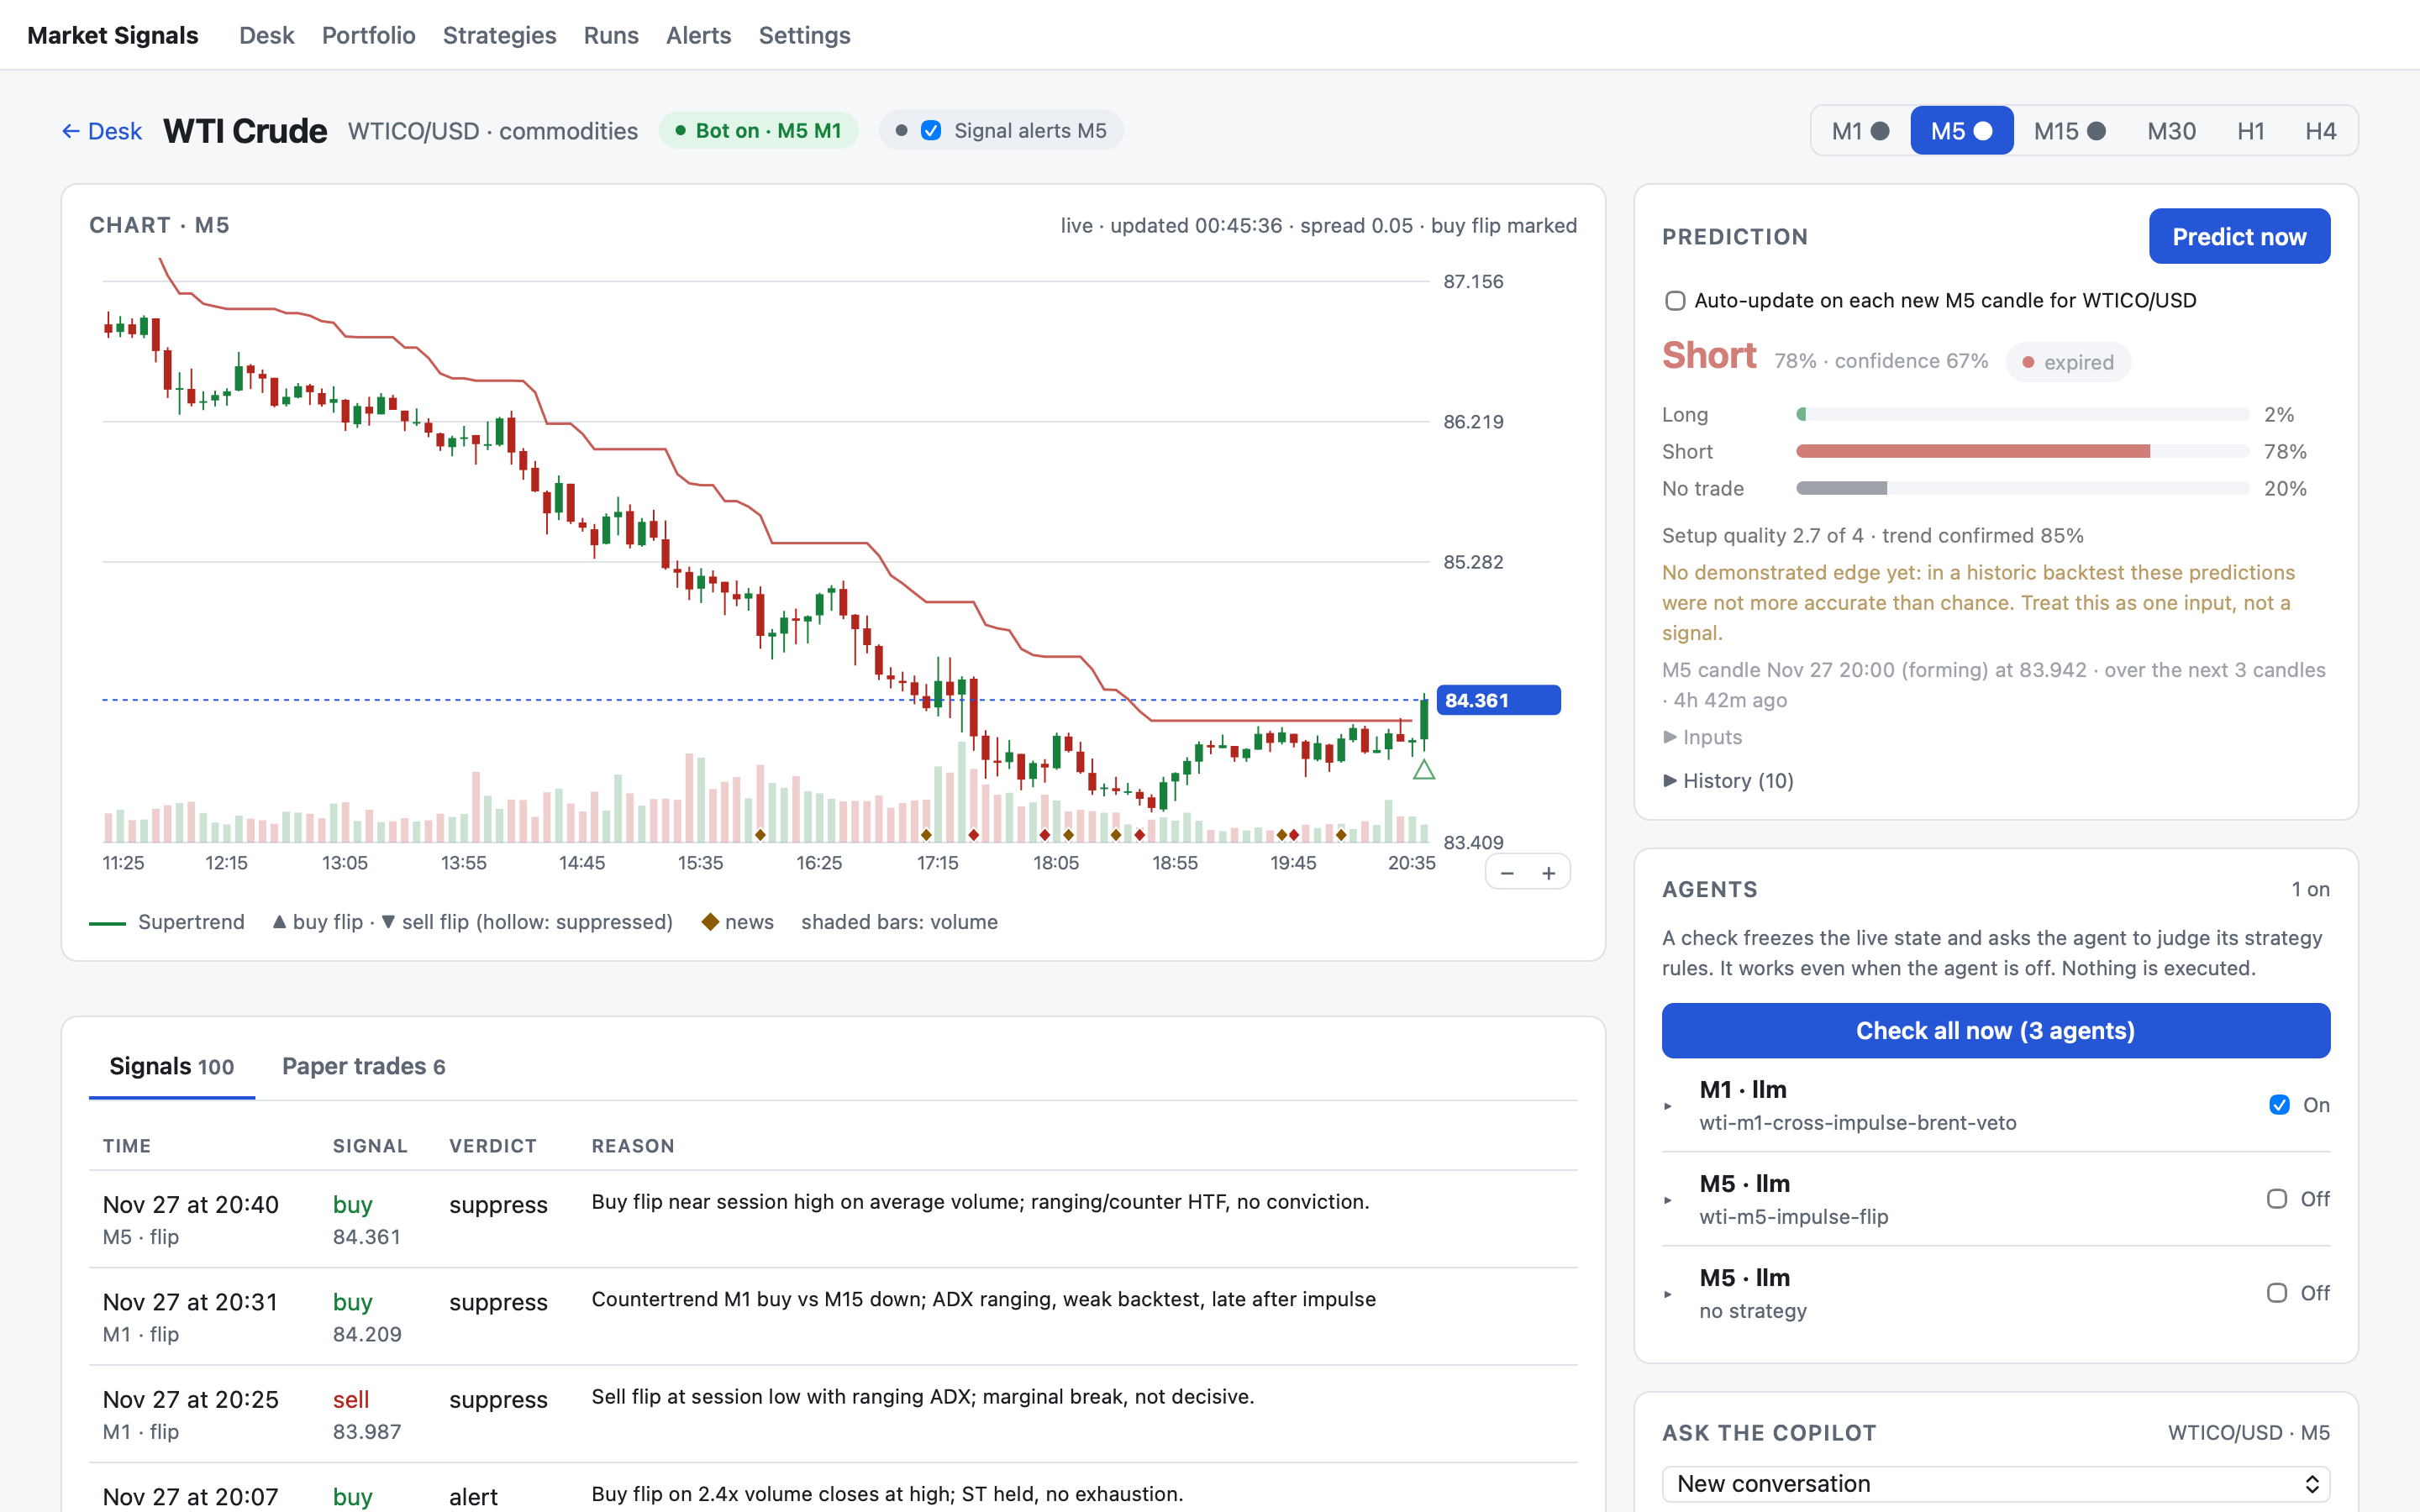 Market Signals Desk Portfolio Strategies Runs Alerts Settings
← Desk WTI Crude WTICO/USD · commodities Bot on · M5 M1 Signal alerts M5 M1 M5 M15 M30 H1 H4
CHART · M5 live · updated 00:45:36 · spread 0.05 · buy flip marked
87.156
86.219
85.282
84.361
83.409
11:25 12:15 13:05 13:55 14:45 15:35 16:25 17:15 18:05 18:55 19:45 20:35
− +
Supertrend ▲ buy flip · ▼ sell flip (hollow: suppressed) news shaded bars: volume
Signals 100 Paper trades 6
TIME SIGNAL VERDICT REASON
Nov 27 at 20:40 buy suppress Buy flip near session high on average volume; ranging/counter HTF, no conviction.
M5 · flip 84.361
Nov 27 at 20:31 buy suppress Countertrend M1 buy vs M15 down; ADX ranging, weak backtest, late after impulse
M1 · flip 84.209
Nov 27 at 20:25 sell suppress Sell flip at session low with ranging ADX; marginal break, not decisive.
M1 · flip 83.987
Nov 27 at 20:07 buy alert Buy flip on 2.4x volume closes at high; ST held, no exhaustion.
PREDICTION Predict now
Auto-update on each new M5 candle for WTICO/USD
Short 78% · confidence 67% expired
Long 2%
Short 78%
No trade 20%
Setup quality 2.7 of 4 · trend confirmed 85%
No demonstrated edge yet: in a historic backtest these predictions
were not more accurate than chance. Treat this as one input, not a
signal.
M5 candle Nov 27 20:00 (forming) at 83.942 · over the next 3 candles
· 4h 42m ago
▶ Inputs
▶ History (10)
AGENTS 1 on
A check freezes the live state and asks the agent to judge its strategy
rules. It works even when the agent is off. Nothing is executed.
Check all now (3 agents)
M1 · llm
wti-m1-cross-impulse-brent-veto On
M5 · llm
wti-m5-impulse-flip Off
M5 · llm
no strategy Off
ASK THE COPILOT WTICO/USD · M5
New conversation